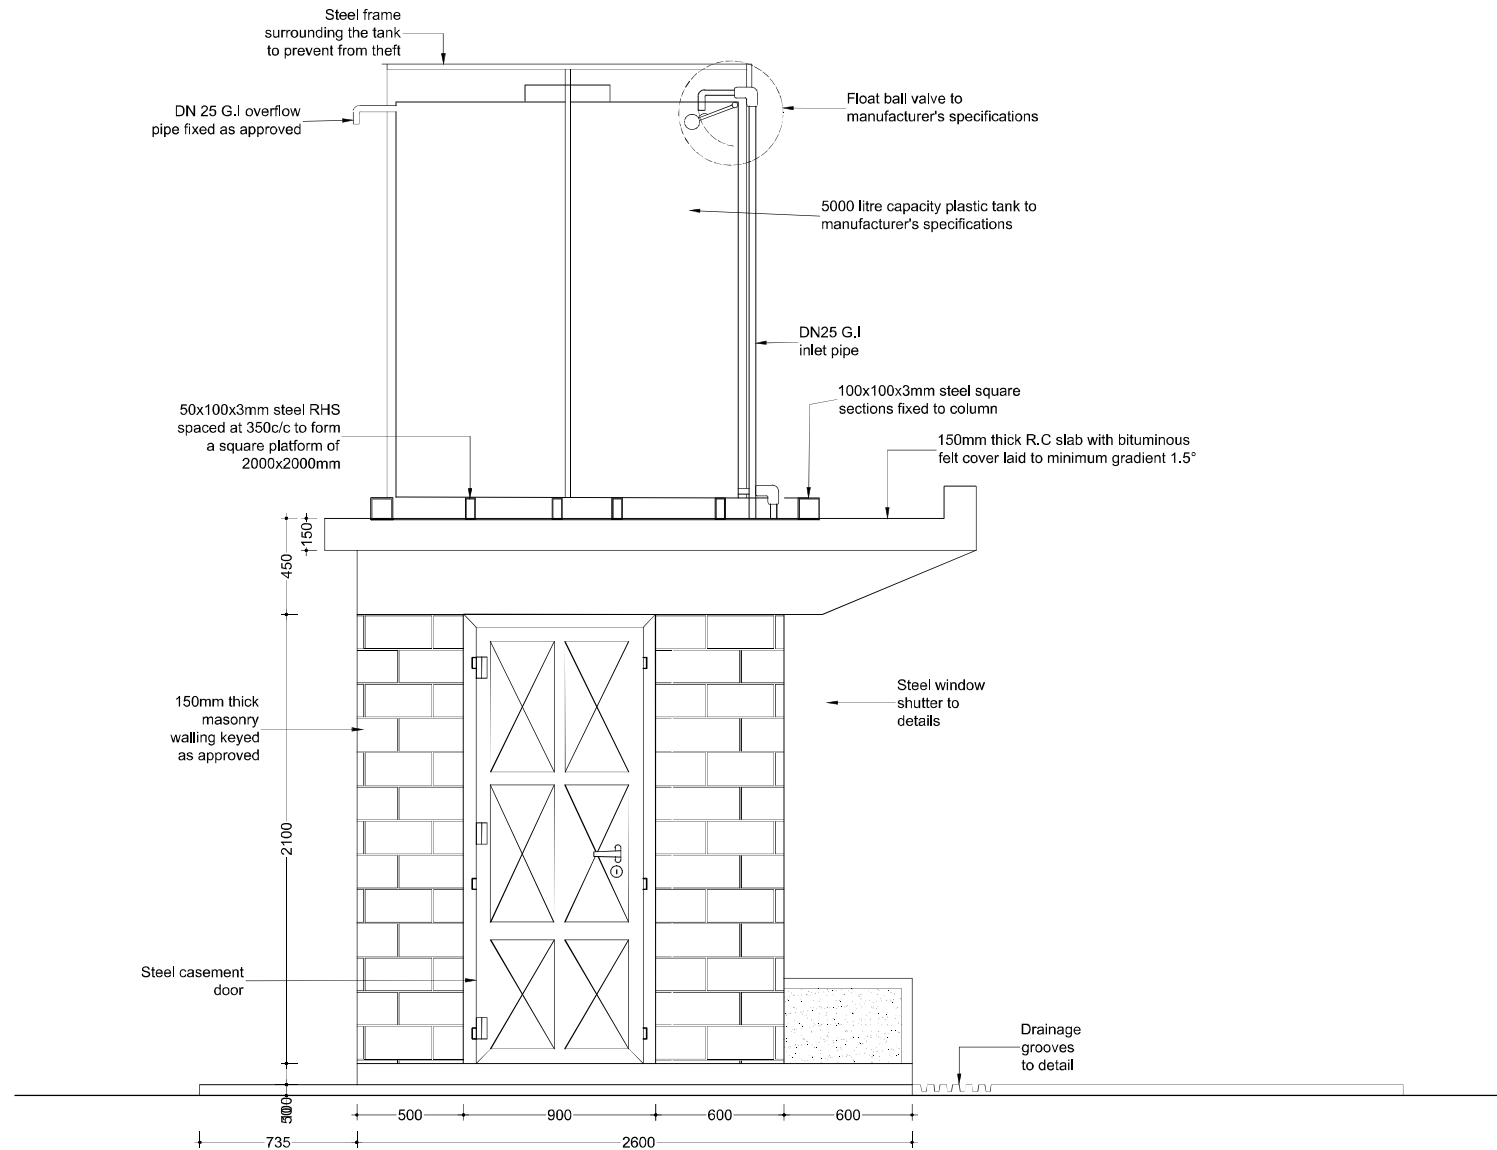 Steel frame
surrounding the tank
to prevent from theft
DN 25 G.I overflow
pipe fixed as approved
Float ball valve to
manufacturer's specifications
5000 litre capacity plastic tank to
manufacturer's specifications
DN25 G.I
inlet pipe
100x100x3mm steel square
sections fixed to column
50x100x3mm steel RHS
spaced at 350c/c to form
a square platform of
2000x2000mm
150mm thick R.C slab with bituminous
felt cover laid to minimum gradient 1.5°
150
450
Steel window
shutter to
details
150mm thick
masonry
walling keyed
as approved
2100
Steel casement
door
Drainage
grooves
to detail
500
900
600
600
735
2600